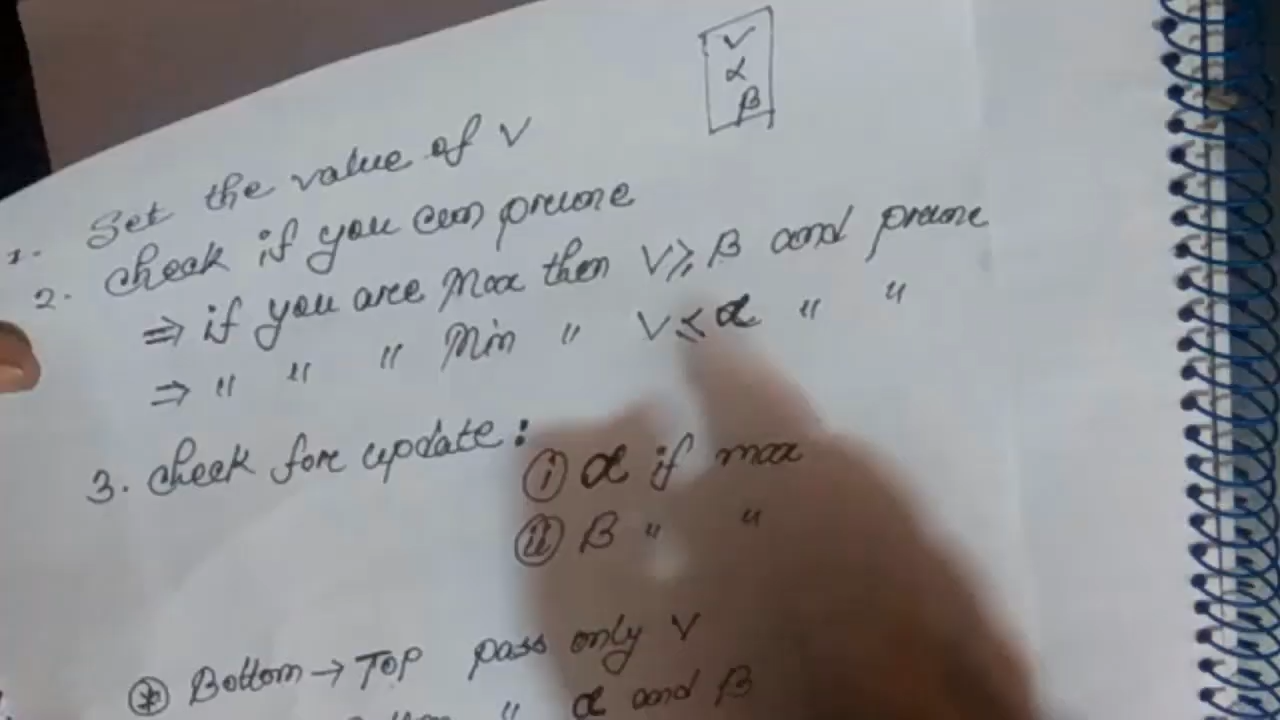 V
α
β
1. Set the value of V
2. check if you can prune
⇒ if you are Max then V ≥ β and prune
⇒ " " " Min " V ≤ α " "
3. check for update:
(i) α if max
(ii) β " "
⊛ Bottom → Top pass only V
" α and β